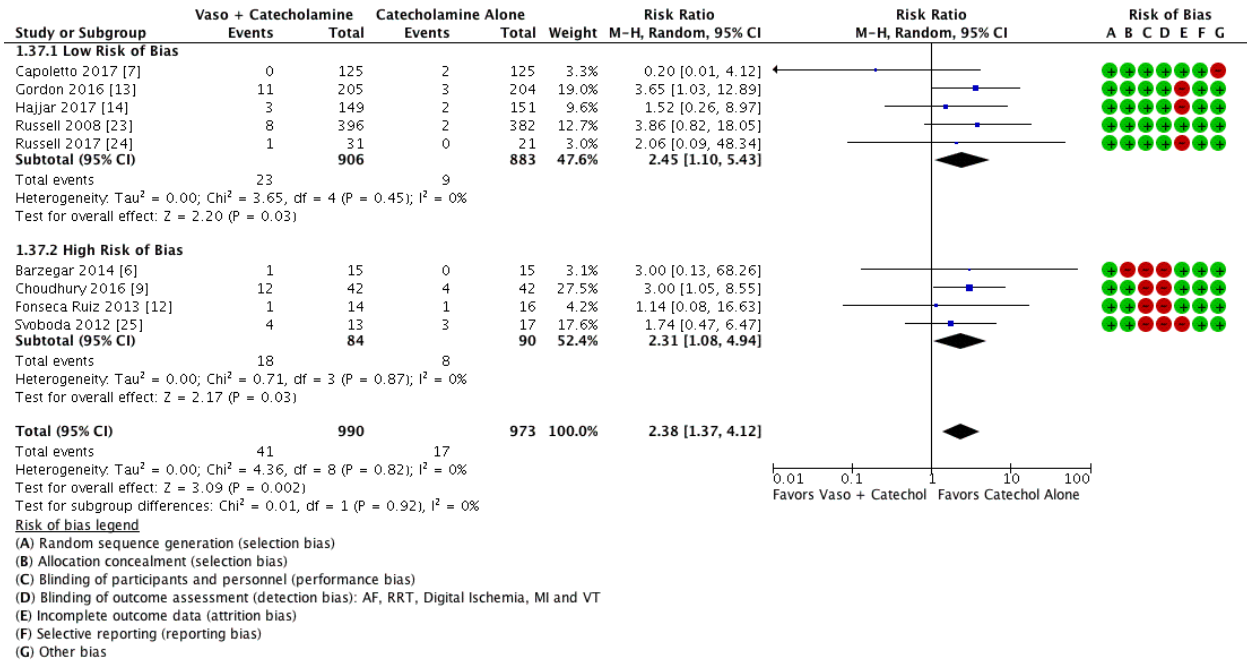 Vaso + Catecholamine Catecholamine Alone Risk Ratio Risk Ratio Risk of Bias
Study or Subgroup Events Total Events Total Weight M-H, Random, 95% CI M-H, Random, 95% CI A B C D E F G
1.37.1 Low Risk of Bias
Capoletto 2017 [7] 0 125 2 125 3.3% 0.20 [0.01, 4.12] + + + + + + -
Gordon 2016 [13] 11 205 3 204 19.0% 3.65 [1.03, 12.89] + + + + - + +
Hajjar 2017 [14] 3 149 2 151 9.6% 1.52 [0.26, 8.97] + + + + - + +
Russell 2008 [23] 8 396 2 382 12.7% 3.86 [0.82, 18.05] + + + + + + +
Russell 2017 [24] 1 31 0 21 3.0% 2.06 [0.09, 48.34] + + + + - + +
Subtotal (95% CI) 906 883 47.6% 2.45 [1.10, 5.43]
Total events 23 9
Heterogeneity: Tau² = 0.00; Chi² = 3.65, df = 4 (P = 0.45); I² = 0%
Test for overall effect: Z = 2.20 (P = 0.03)
1.37.2 High Risk of Bias
Barzegar 2014 [6] 1 15 0 15 3.1% 3.00 [0.13, 68.26] + - - - + + +
Choudhury 2016 [9] 12 42 4 42 27.5% 3.00 [1.05, 8.55] + + - - + + +
Fonseca Ruiz 2013 [12] 1 14 1 16 4.2% 1.14 [0.08, 16.63] + + - - + + +
Svoboda 2012 [25] 4 13 3 17 17.6% 1.74 [0.47, 6.47] + + - - - + +
Subtotal (95% CI) 84 90 52.4% 2.31 [1.08, 4.94]
Total events 18 8
Heterogeneity: Tau² = 0.00; Chi² = 0.71, df = 3 (P = 0.87); I² = 0%
Test for overall effect: Z = 2.17 (P = 0.03)
Total (95% CI) 990 973 100.0% 2.38 [1.37, 4.12]
Total events 41 17
Heterogeneity: Tau² = 0.00; Chi² = 4.36, df = 8 (P = 0.82); I² = 0%
Test for overall effect: Z = 3.09 (P = 0.002)
Test for subgroup differences: Chi² = 0.01, df = 1 (P = 0.92), I² = 0%
0.01 0.1 1 10 100
Favors Vaso + Catechol Favors Catechol Alone
Risk of bias legend
(A) Random sequence generation (selection bias)
(B) Allocation concealment (selection bias)
(C) Blinding of participants and personnel (performance bias)
(D) Blinding of outcome assessment (detection bias): AF, RRT, Digital Ischemia, MI and VT
(E) Incomplete outcome data (attrition bias)
(F) Selective reporting (reporting bias)
(G) Other bias